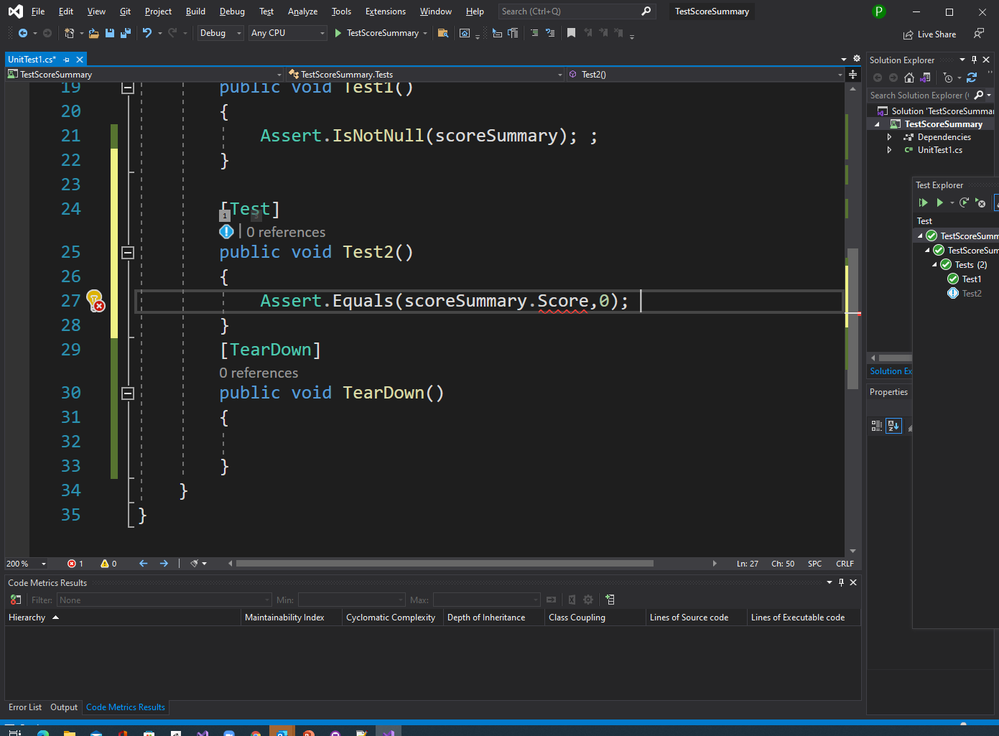 File Edit View Git Project Build Debug Test Analyze Tools Extensions Window Help Search (Ctrl+Q) TestScoreSummary P
Debug Any CPU TestScoreSummary Live Share
UnitTest1.cs*
TestScoreSummary TestScoreSummary.Tests Test2()
19 public void Test1()
20 {
21 Assert.IsNotNull(scoreSummary); ;
22 }
23
24 [Test]
1
0 references
25 public void Test2()
26 {
27 Assert.Equals(scoreSummary.Score,0);
28 }
29 [TearDown]
0 references
30 public void TearDown()
31 {
32
33 }
34 }
35 }
200 % 1 0 Ln: 27 Ch: 50 SPC CRLF
Solution Explorer
Search Solution Explorer (
Solution 'TestScoreSummar
TestScoreSummary
Dependencies
C# UnitTest1.cs
Test Explorer
Test
TestScoreSumm
TestScoreSum
Tests (2)
Test1
Test2
Solution Ex
Properties
Code Metrics Results
Filter: None Min: Max:
Hierarchy Maintainability Index Cyclomatic Complexity Depth of Inheritance Class Coupling Lines of Source code Lines of Executable code
Error List Output Code Metrics Results